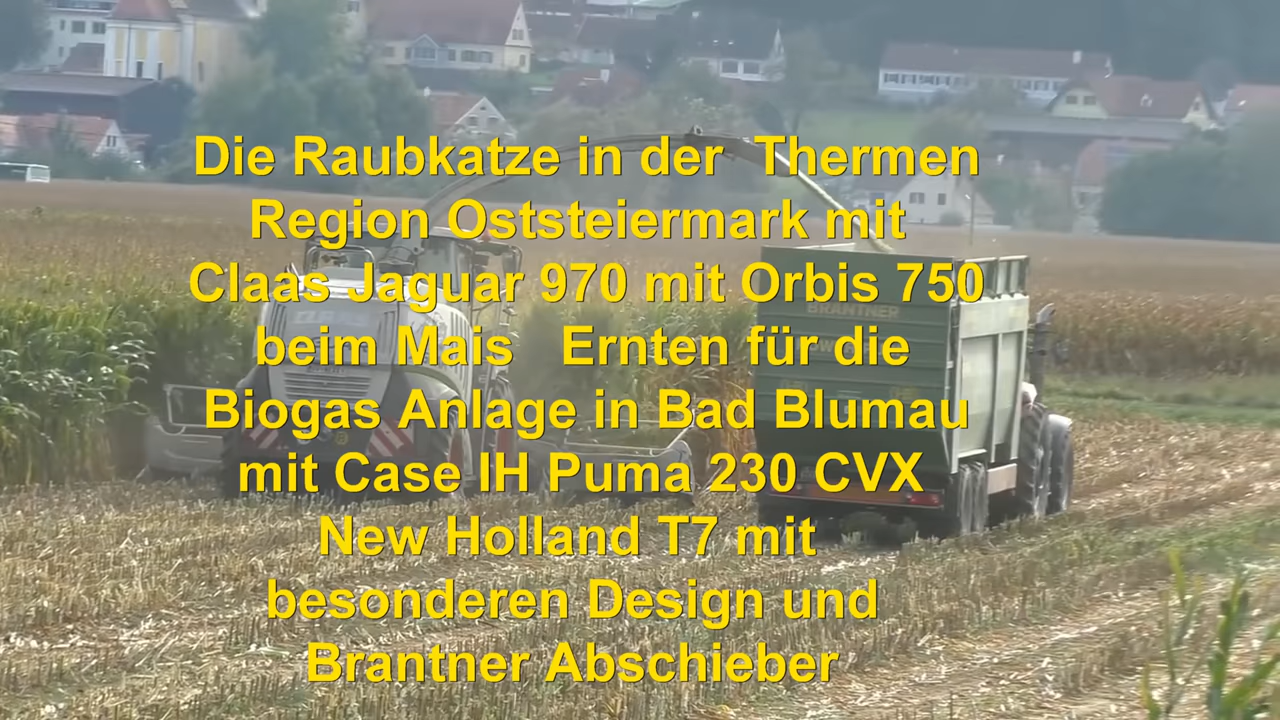 Die Raubkatze in der Thermen
Region Oststeiermark mit
Claas Jaguar 970 mit Orbis 750
beim Mais Ernten für die
Biogas Anlage in Bad Blumau
mit Case IH Puma 230 CVX
New Holland T7 mit
besonderen Design und
Brantner Abschieber
CLAAS
BRANTNER